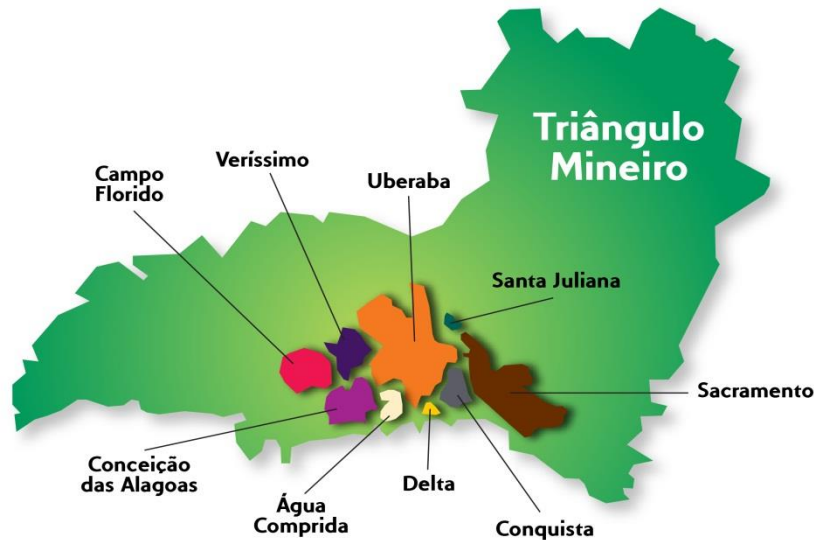 Triângulo
Mineiro
Campo
Florido
Veríssimo
Uberaba
Santa Juliana
Sacramento
Conceição
das Alagoas
Água
Comprida
Delta
Conquista